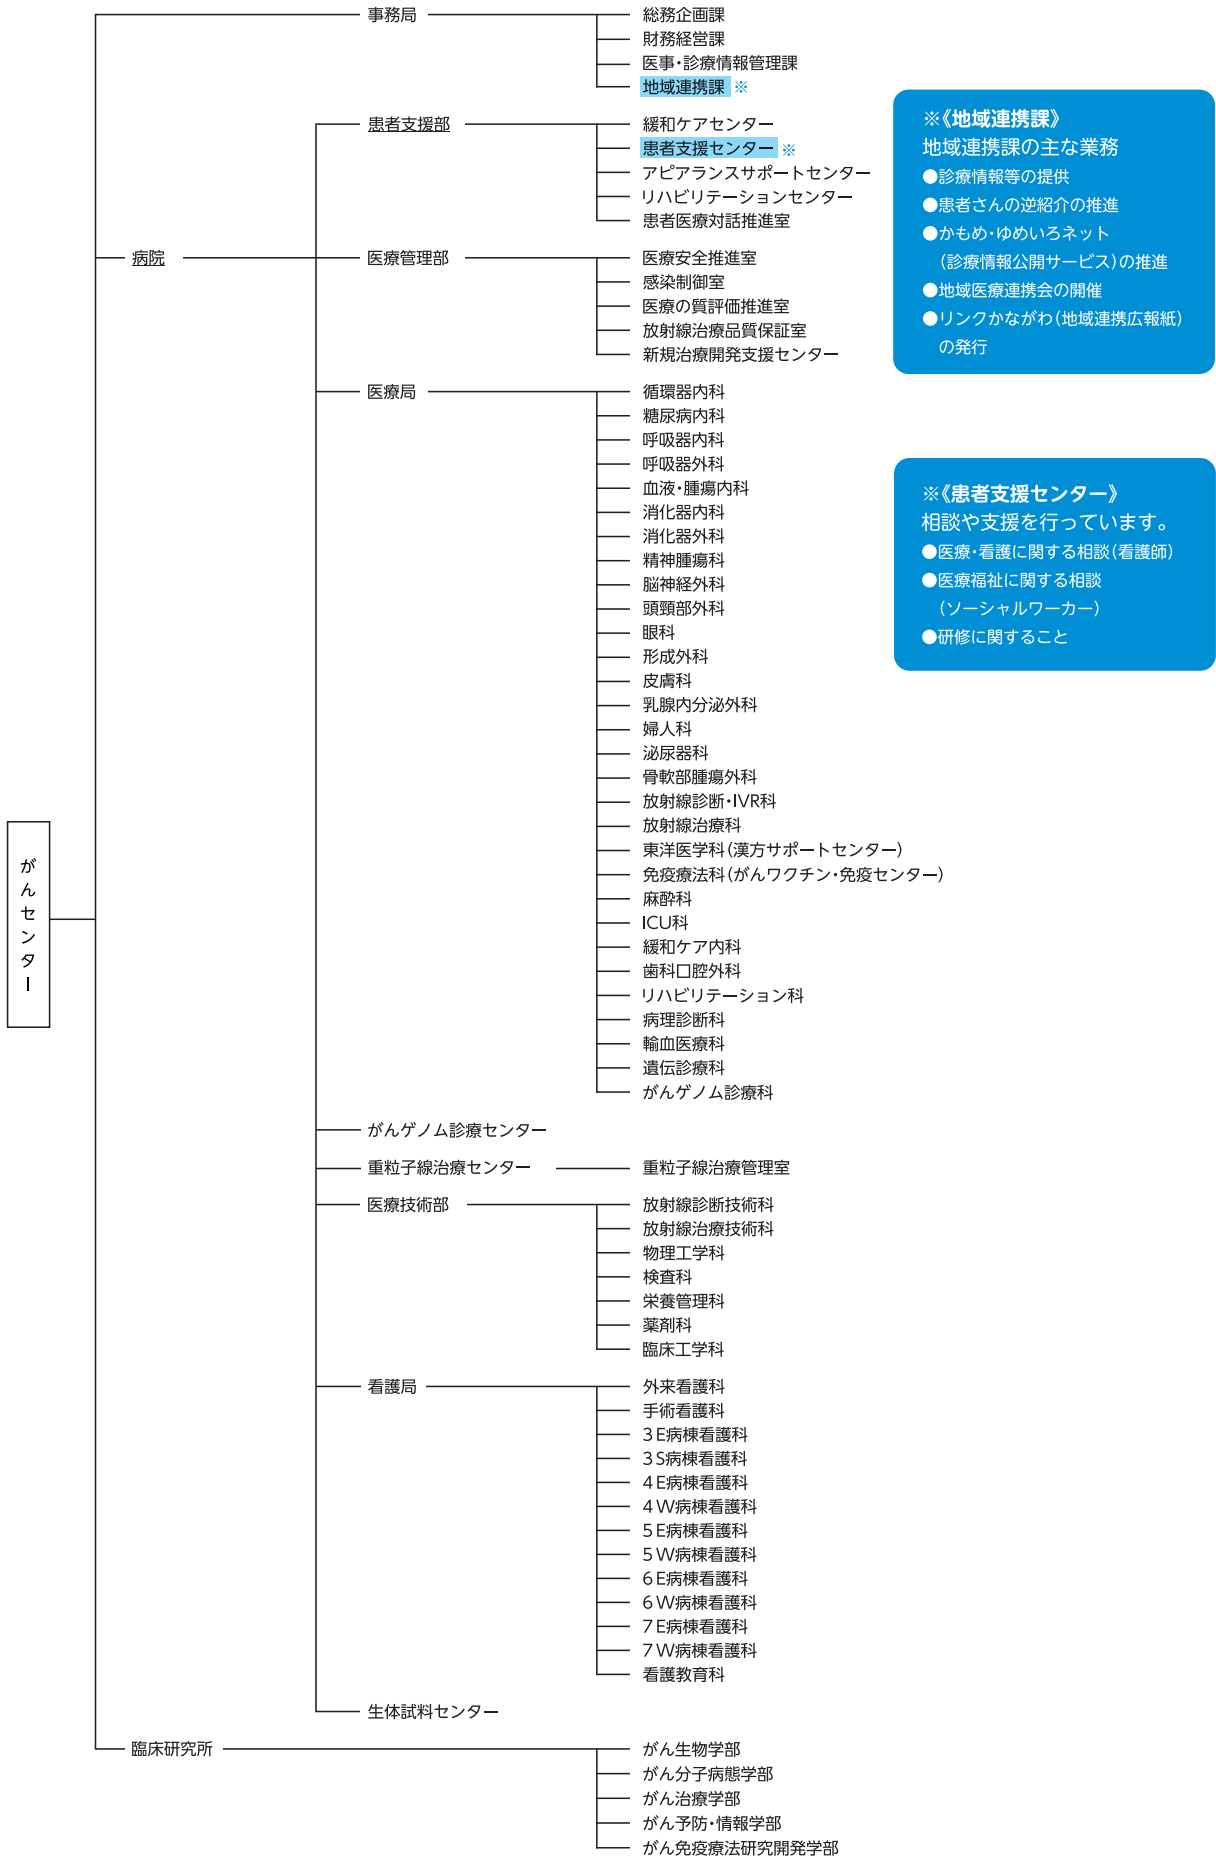 がんセンター
事務局
総務企画課
財務経営課
医事・診療情報管理課
地域連携課 ※
病院
患者支援部
緩和ケアセンター
患者支援センター ※
アピアランスサポートセンター
リハビリテーションセンター
患者医療対話推進室
医療管理部
医療安全推進室
感染制御室
医療の質評価推進室
放射線治療品質保証室
新規治療開発支援センター
医療局
循環器内科
糖尿病内科
呼吸器内科
呼吸器外科
血液・腫瘍内科
消化器内科
消化器外科
精神腫瘍科
脳神経外科
頭頸部外科
眼科
形成外科
皮膚科
乳腺内分泌外科
婦人科
泌尿器科
骨軟部腫瘍外科
放射線診断・IVR科
放射線治療科
東洋医学科（漢方サポートセンター）
免疫療法科（がんワクチン・免疫センター）
麻酔科
ICU科
緩和ケア内科
歯科口腔外科
リハビリテーション科
病理診断科
輸血医療科
遺伝診療科
がんゲノム診療科
がんゲノム診療センター
重粒子線治療センター
重粒子線治療管理室
医療技術部
放射線診断技術科
放射線治療技術科
物理工学科
検査科
栄養管理科
薬剤科
臨床工学科
看護局
外来看護科
手術看護科
3E病棟看護科
3S病棟看護科
4E病棟看護科
4W病棟看護科
5E病棟看護科
5W病棟看護科
6E病棟看護科
6W病棟看護科
7E病棟看護科
7W病棟看護科
看護教育科
生体試料センター
臨床研究所
がん生物学部
がん分子病態学部
がん治療学部
がん予防・情報学部
がん免疫療法研究開発学部
※《地域連携課》
地域連携課の主な業務
●診療情報等の提供
●患者さんの逆紹介の推進
●かもめ・ゆめいろネット
（診療情報公開サービス）の推進
●地域医療連携会の開催
●リンクかながわ（地域連携広報紙）
の発行
※《患者支援センター》
相談や支援を行っています。
●医療・看護に関する相談（看護師）
●医療福祉に関する相談
（ソーシャルワーカー）
●研修に関すること